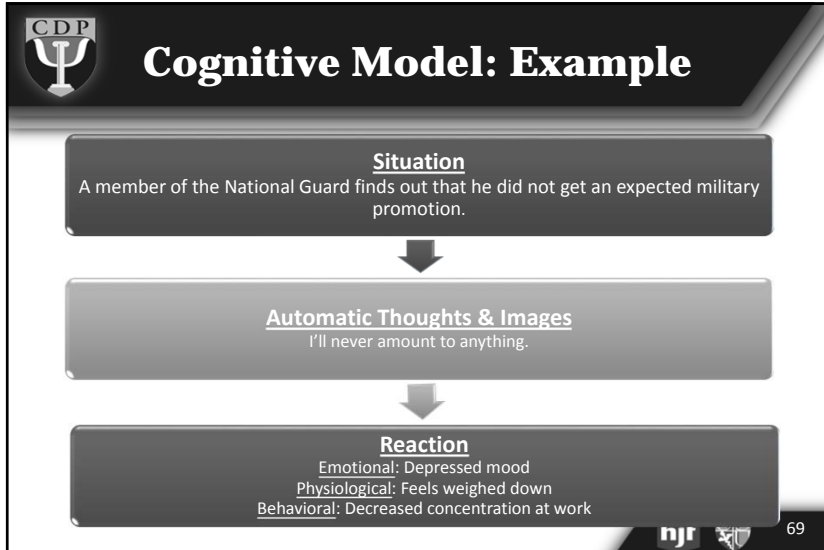 CDP
Cognitive Model: Example
Situation
A member of the National Guard finds out that he did not get an expected military
promotion.
Automatic Thoughts & Images
I'll never amount to anything.
Reaction
Emotional: Depressed mood
Physiological: Feels weighed down
Behavioral: Decreased concentration at work
hjf
69